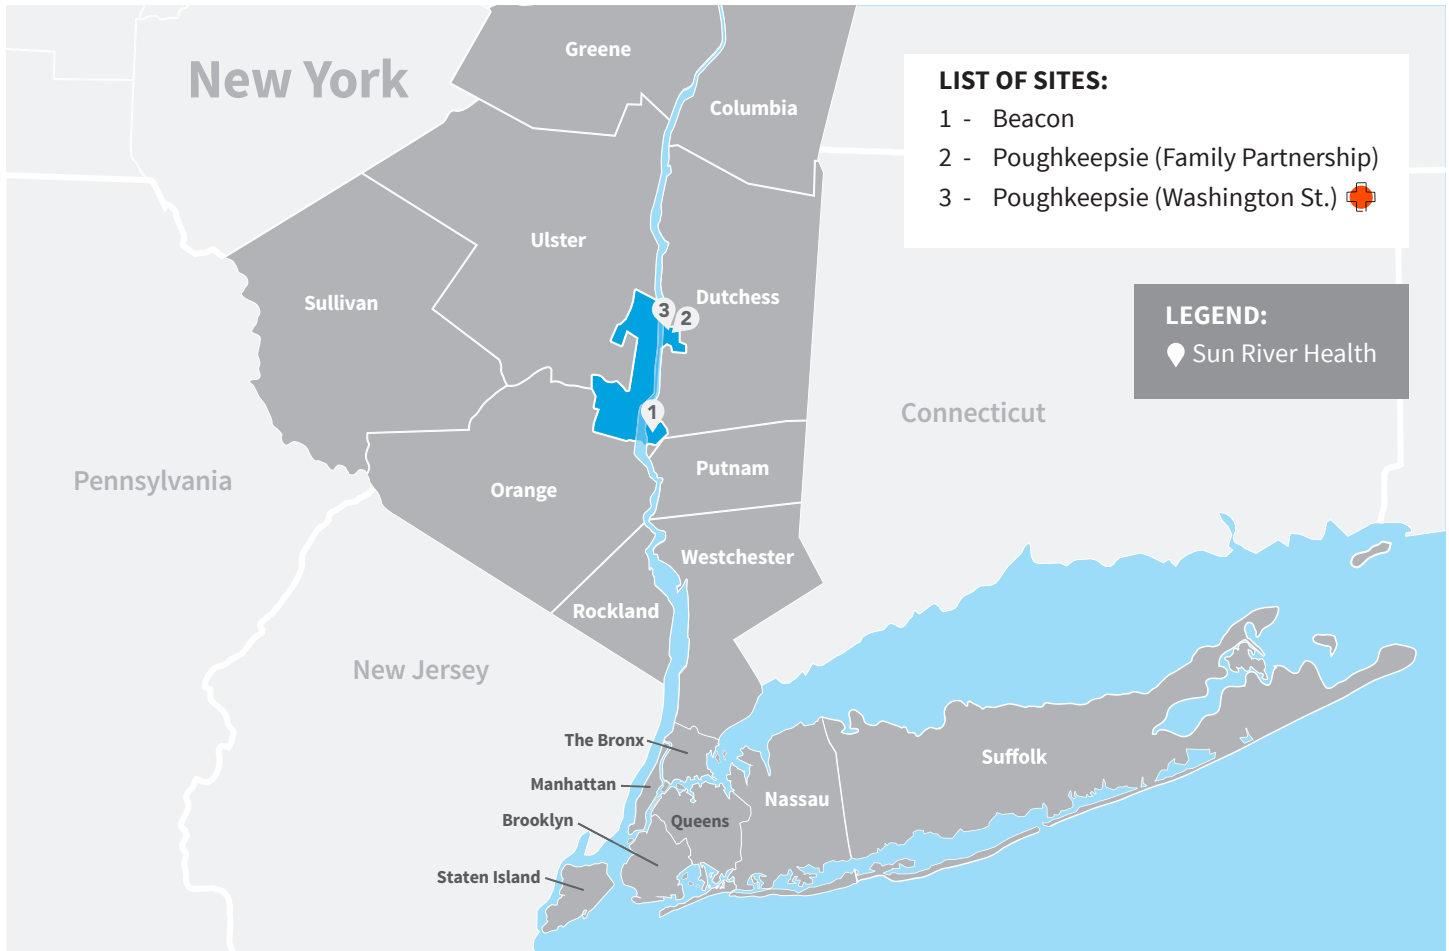 New York
Greene
Columbia
LIST OF SITES:
1 - Beacon
2 - Poughkeepsie (Family Partnership)
3 - Poughkeepsie (Washington St.)
Ulster
Sullivan
Dutchess
3
2
LEGEND:
Sun River Health
1
Connecticut
Putnam
Pennsylvania
Orange
Westchester
Rockland
New Jersey
The Bronx
Suffolk
Manhattan
Nassau
Brooklyn
Queens
Staten Island